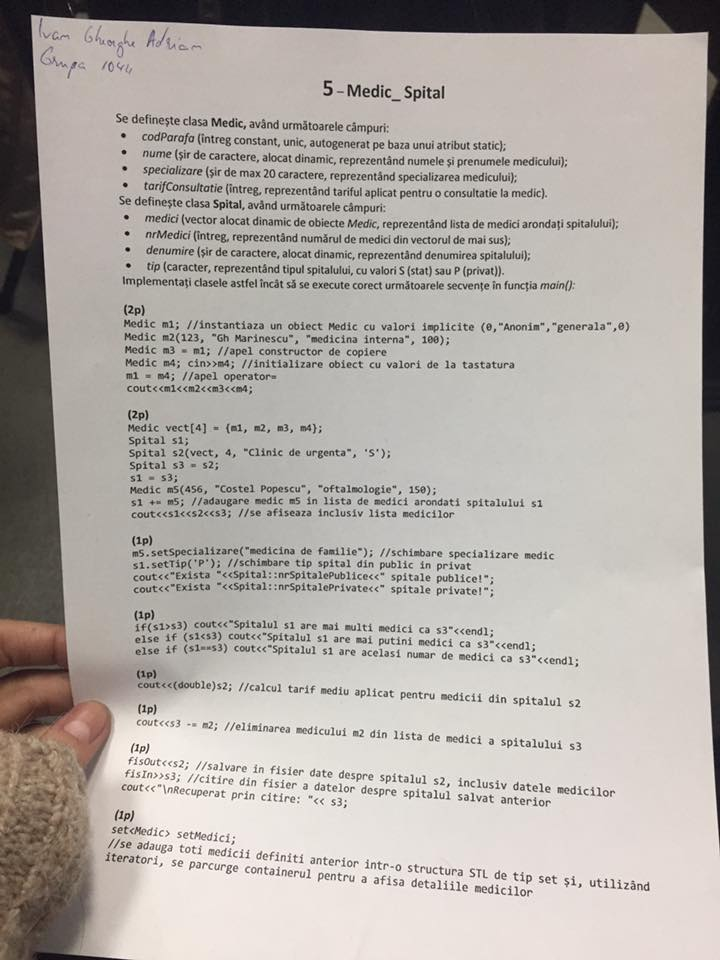 Ivan Gheorghe Adrian
Grupa 1044
5 – Medic_ Spital
Se definește clasa Medic, având următoarele câmpuri:
• codParafa (întreg constant, unic, autogenerat pe baza unui atribut static);
• nume (șir de caractere, alocat dinamic, reprezentând numele și prenumele medicului);
• specializare (șir de max 20 caractere, reprezentând specializarea medicului);
• tarifConsultatie (întreg, reprezentând tariful aplicat pentru o consultatie la medic).
Se definește clasa Spital, având următoarele câmpuri:
• medici (vector alocat dinamic de obiecte Medic, reprezentând lista de medici arondați spitalului);
• nrMedici (întreg, reprezentând numărul de medici din vectorul de mai sus);
• denumire (șir de caractere, alocat dinamic, reprezentând denumirea spitalului);
• tip (caracter, reprezentând tipul spitalului, cu valori S (stat) sau P (privat)).
Implementați clasele astfel încât să se execute corect următoarele secvențe în funcția main():
(2p)
Medic m1; //instantiaza un obiect Medic cu valori implicite (0,"Anonim","generala",0)
Medic m2(123, "Gh Marinescu", "medicina interna", 100);
Medic m3 = m1; //apel constructor de copiere
Medic m4; cin>>m4; //initializare obiect cu valori de la tastatura
m1 = m4; //apel operator=
cout<<m1<<m2<<m3<<m4;
(2p)
Medic vect[4] = {m1, m2, m3, m4};
Spital s1;
Spital s2(vect, 4, "Clinic de urgenta", 'S');
Spital s3 = s2;
s1 = s3;
Medic m5(456, "Costel Popescu", "oftalmologie", 150);
s1 += m5; //adaugare medic m5 in lista de medici arondati spitalului s1
cout<<s1<<s2<<s3; //se afiseaza inclusiv lista medicilor
(1p)
m5.setSpecializare("medicina de familie"); //schimbare specializare medic
s1.setTip('P'); //schimbare tip spital din public in privat
cout<<"Exista "<<Spital::nrSpitalePublice<<" spitale publice!";
cout<<"Exista "<<Spital::nrSpitalePrivate<<" spitale private!";
(1p)
if(s1>s3) cout<<"Spitalul s1 are mai multi medici ca s3"<<endl;
else if (s1<s3) cout<<"Spitalul s1 are mai putini medici ca s3"<<endl;
else if (s1==s3) cout<<"Spitalul s1 are acelasi numar de medici ca s3"<<endl;
(1p)
cout<<(double)s2; //calcul tarif mediu aplicat pentru medicii din spitalul s2
(1p)
cout<<s3 -= m2; //eliminarea medicului m2 din lista de medici a spitalului s3
(1p)
fisOut<<s2; //salvare in fisier date despre spitalul s2, inclusiv datele medicilor
fisIn>>s3; //citire din fisier a datelor despre spitalul salvat anterior
cout<<"\nRecuperat prin citire: "<< s3;
(1p)
set<Medic> setMedici;
//se adauga toti medicii definiti anterior intr-o structura STL de tip set și, utilizând
iteratori, se parcurge containerul pentru a afisa detaliile medicilor